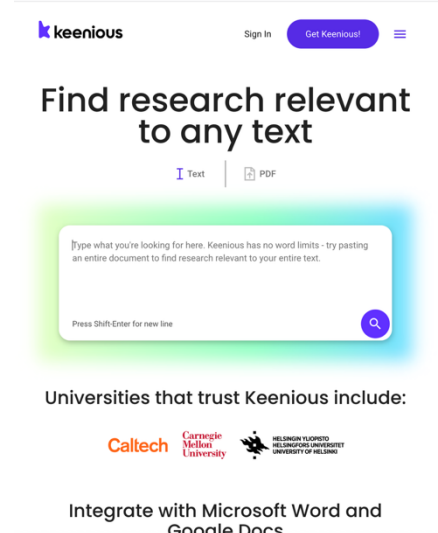 keenious
Sign In
Get Keenious!
Find research relevant
to any text
Text
PDF
Type what you're looking for here. Keenious has no word limits - try pasting
an entire document to find research relevant to your entire text.
Press Shift-Enter for new line
Universities that trust Keenious include:
Caltech
Carnegie
Mellon
University
HELSINGIN YLIOPISTO
HELSINGFORS UNIVERSITET
UNIVERSITY OF HELSINKI
Integrate with Microsoft Word and
Google Docs